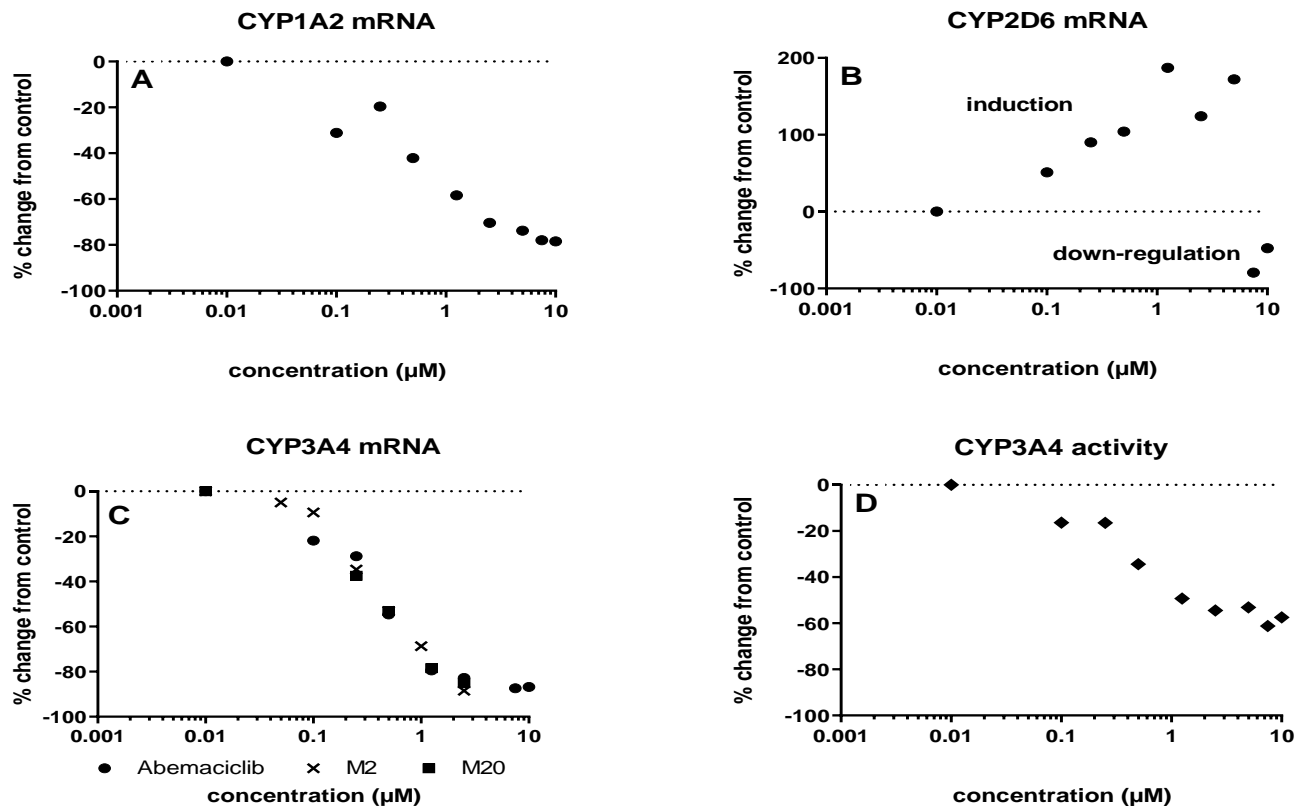 CYP1A2 mRNA
A
% change from control
0
-20
-40
-60
-80
-100
0.001 0.01 0.1 1 10
concentration (µM)
CYP2D6 mRNA
B
% change from control
200
100
0
-100
induction
down-regulation
0.001 0.01 0.1 1 10
concentration (µM)
CYP3A4 mRNA
C
% change from control
0
-20
-40
-60
-80
-100
0.001 0.01 0.1 1 10
Abemaciclib M2 M20
concentration (µM)
CYP3A4 activity
D
% change from control
0
-20
-40
-60
-80
-100
0.001 0.01 0.1 1 10
concentration (µM)